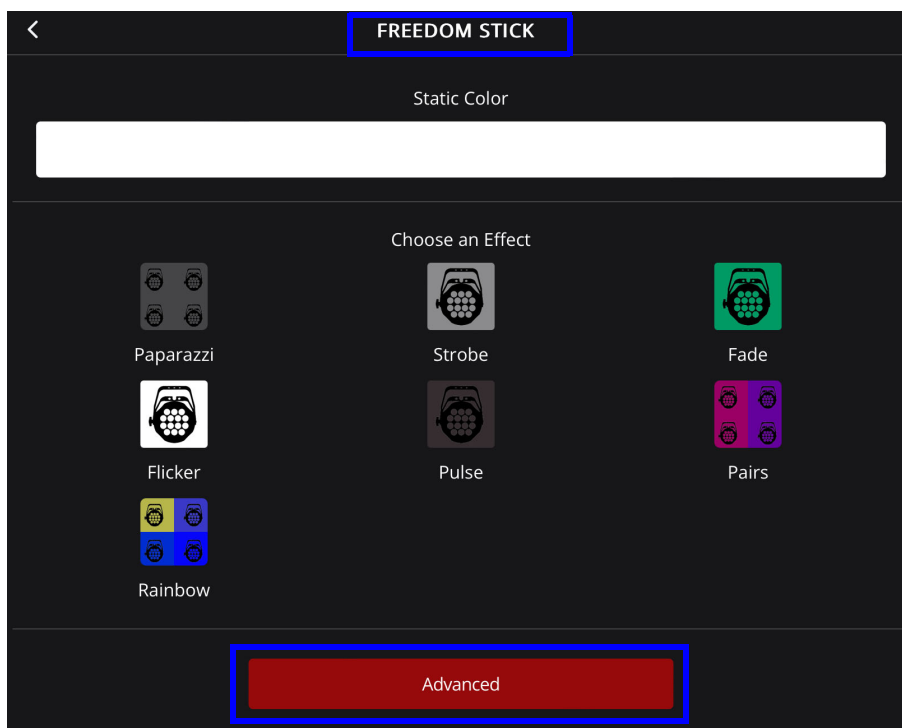 FREEDOM STICK
Static Color
Choose an Effect
Paparazzi
Strobe
Fade
Flicker
Pulse
Pairs
Rainbow
Advanced